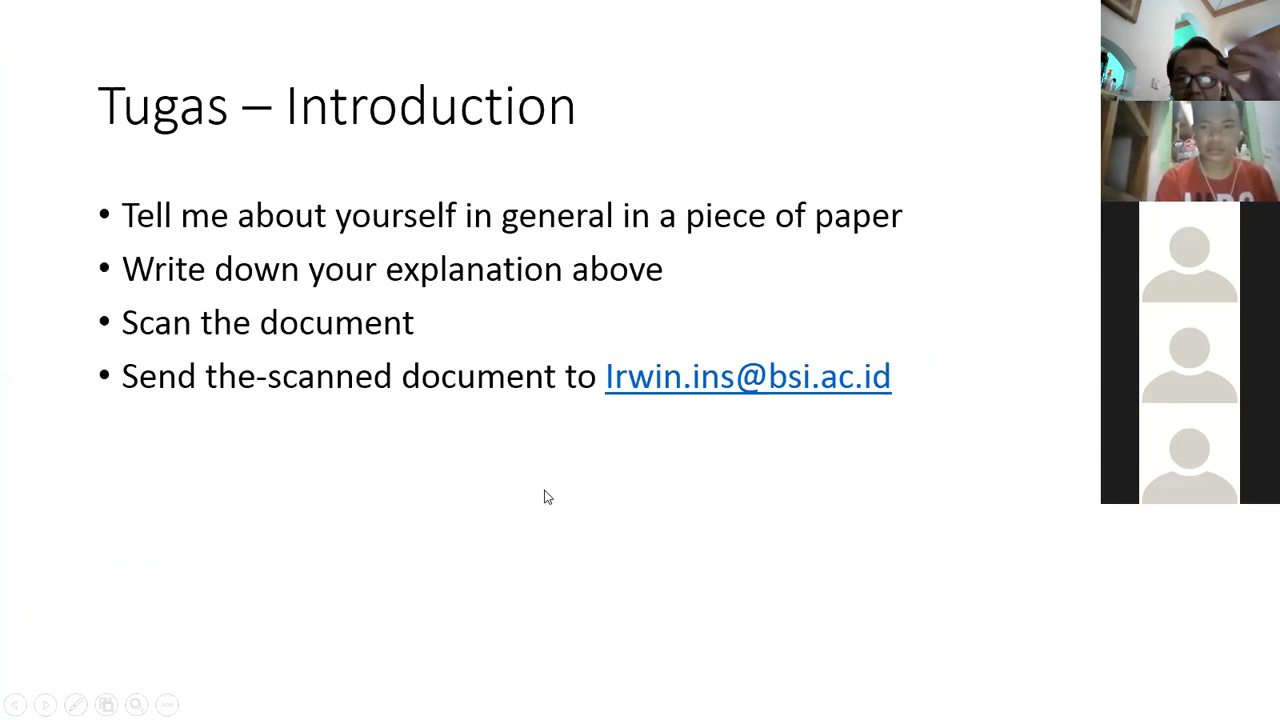 Tugas – Introduction
• Tell me about yourself in general in a piece of paper
• Write down your explanation above
• Scan the document
• Send the-scanned document to Irwin.ins@bsi.ac.id